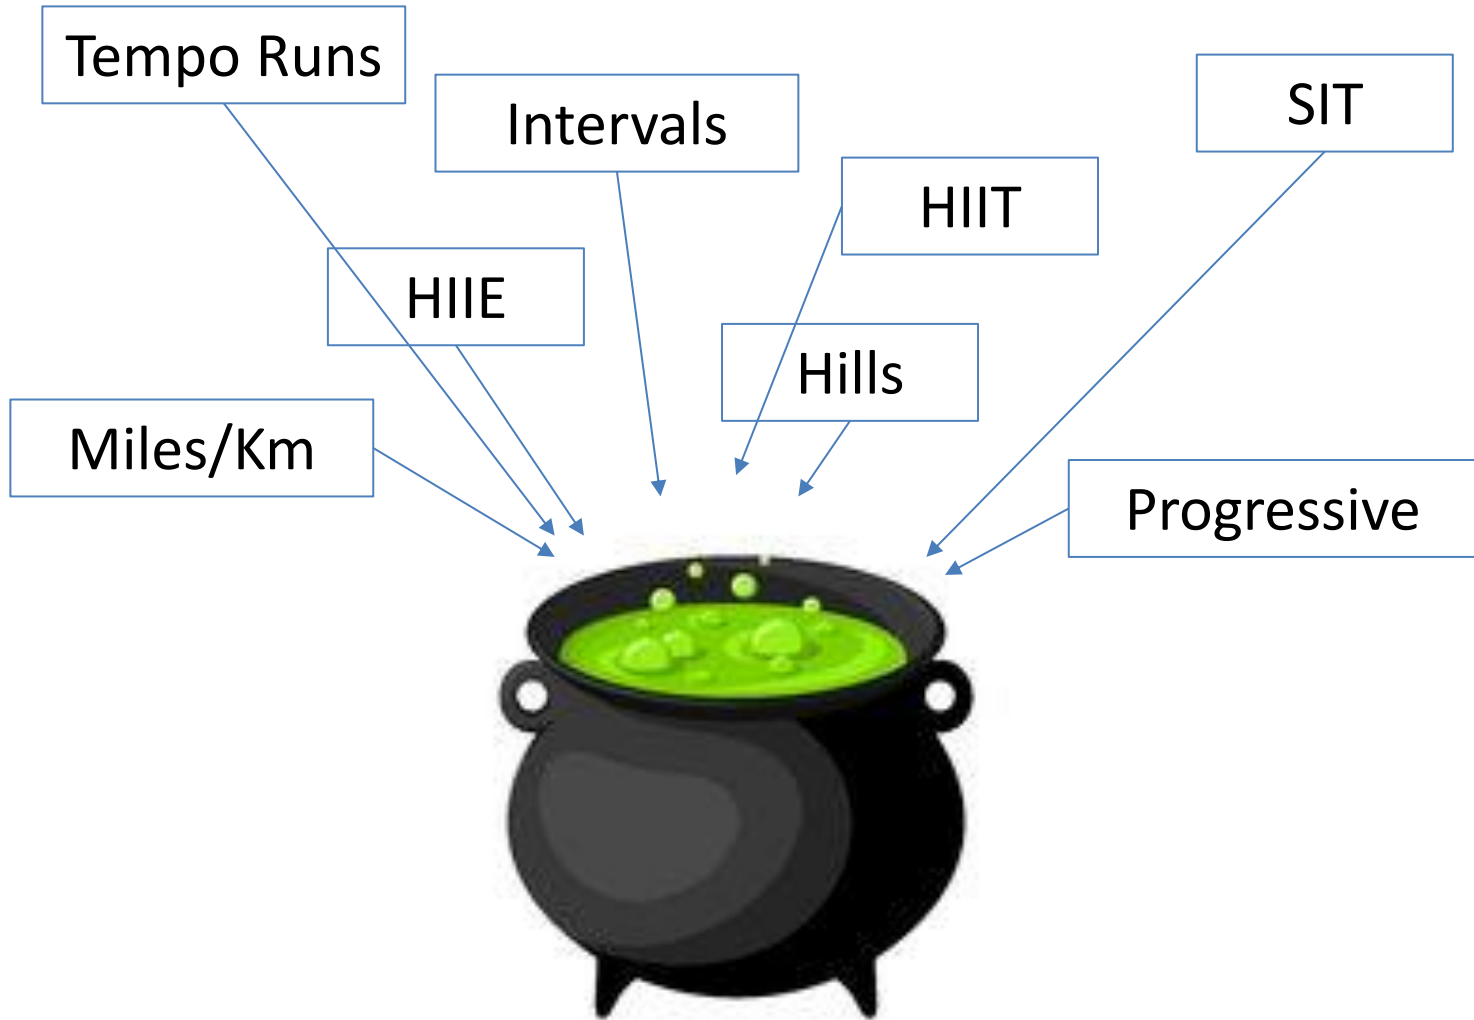 Tempo Runs
Intervals
SIT
HIIT
HIIE
Hills
Miles/Km
Progressive